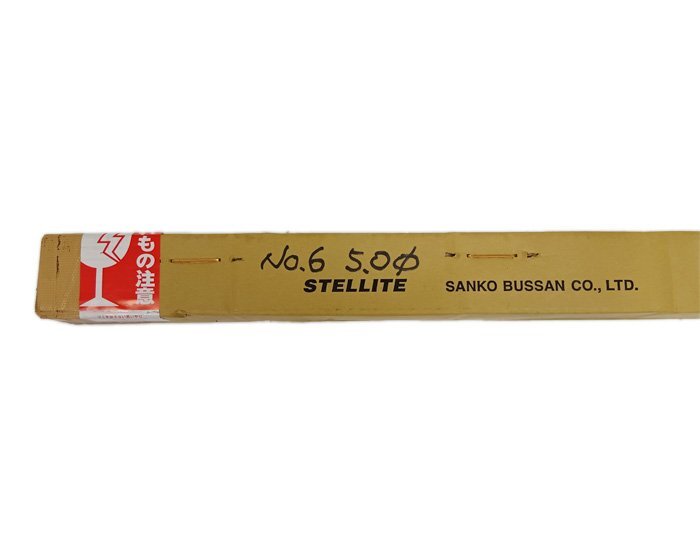 もの注意
No.6 5.0φ
STELLITE
SANKO BUSSAN CO., LTD.